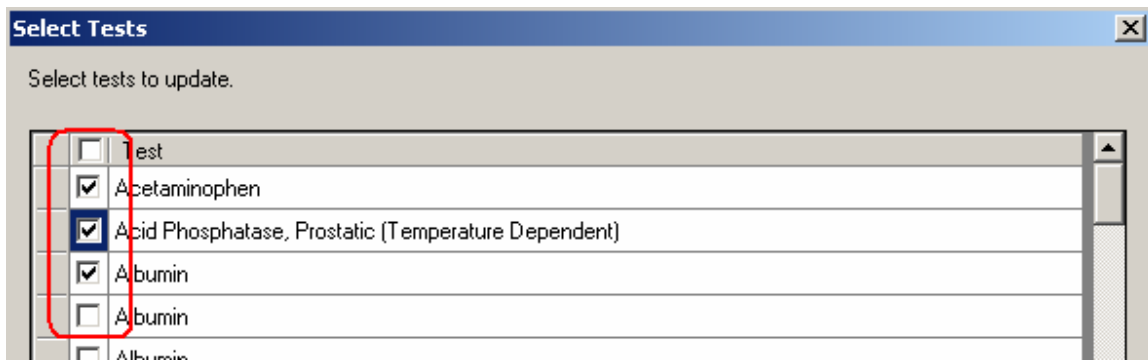 Select Tests
Select tests to update.
Test
Acetaminophen
Acid Phosphatase, Prostatic (Temperature Dependent)
Albumin
Albumin
Albumin